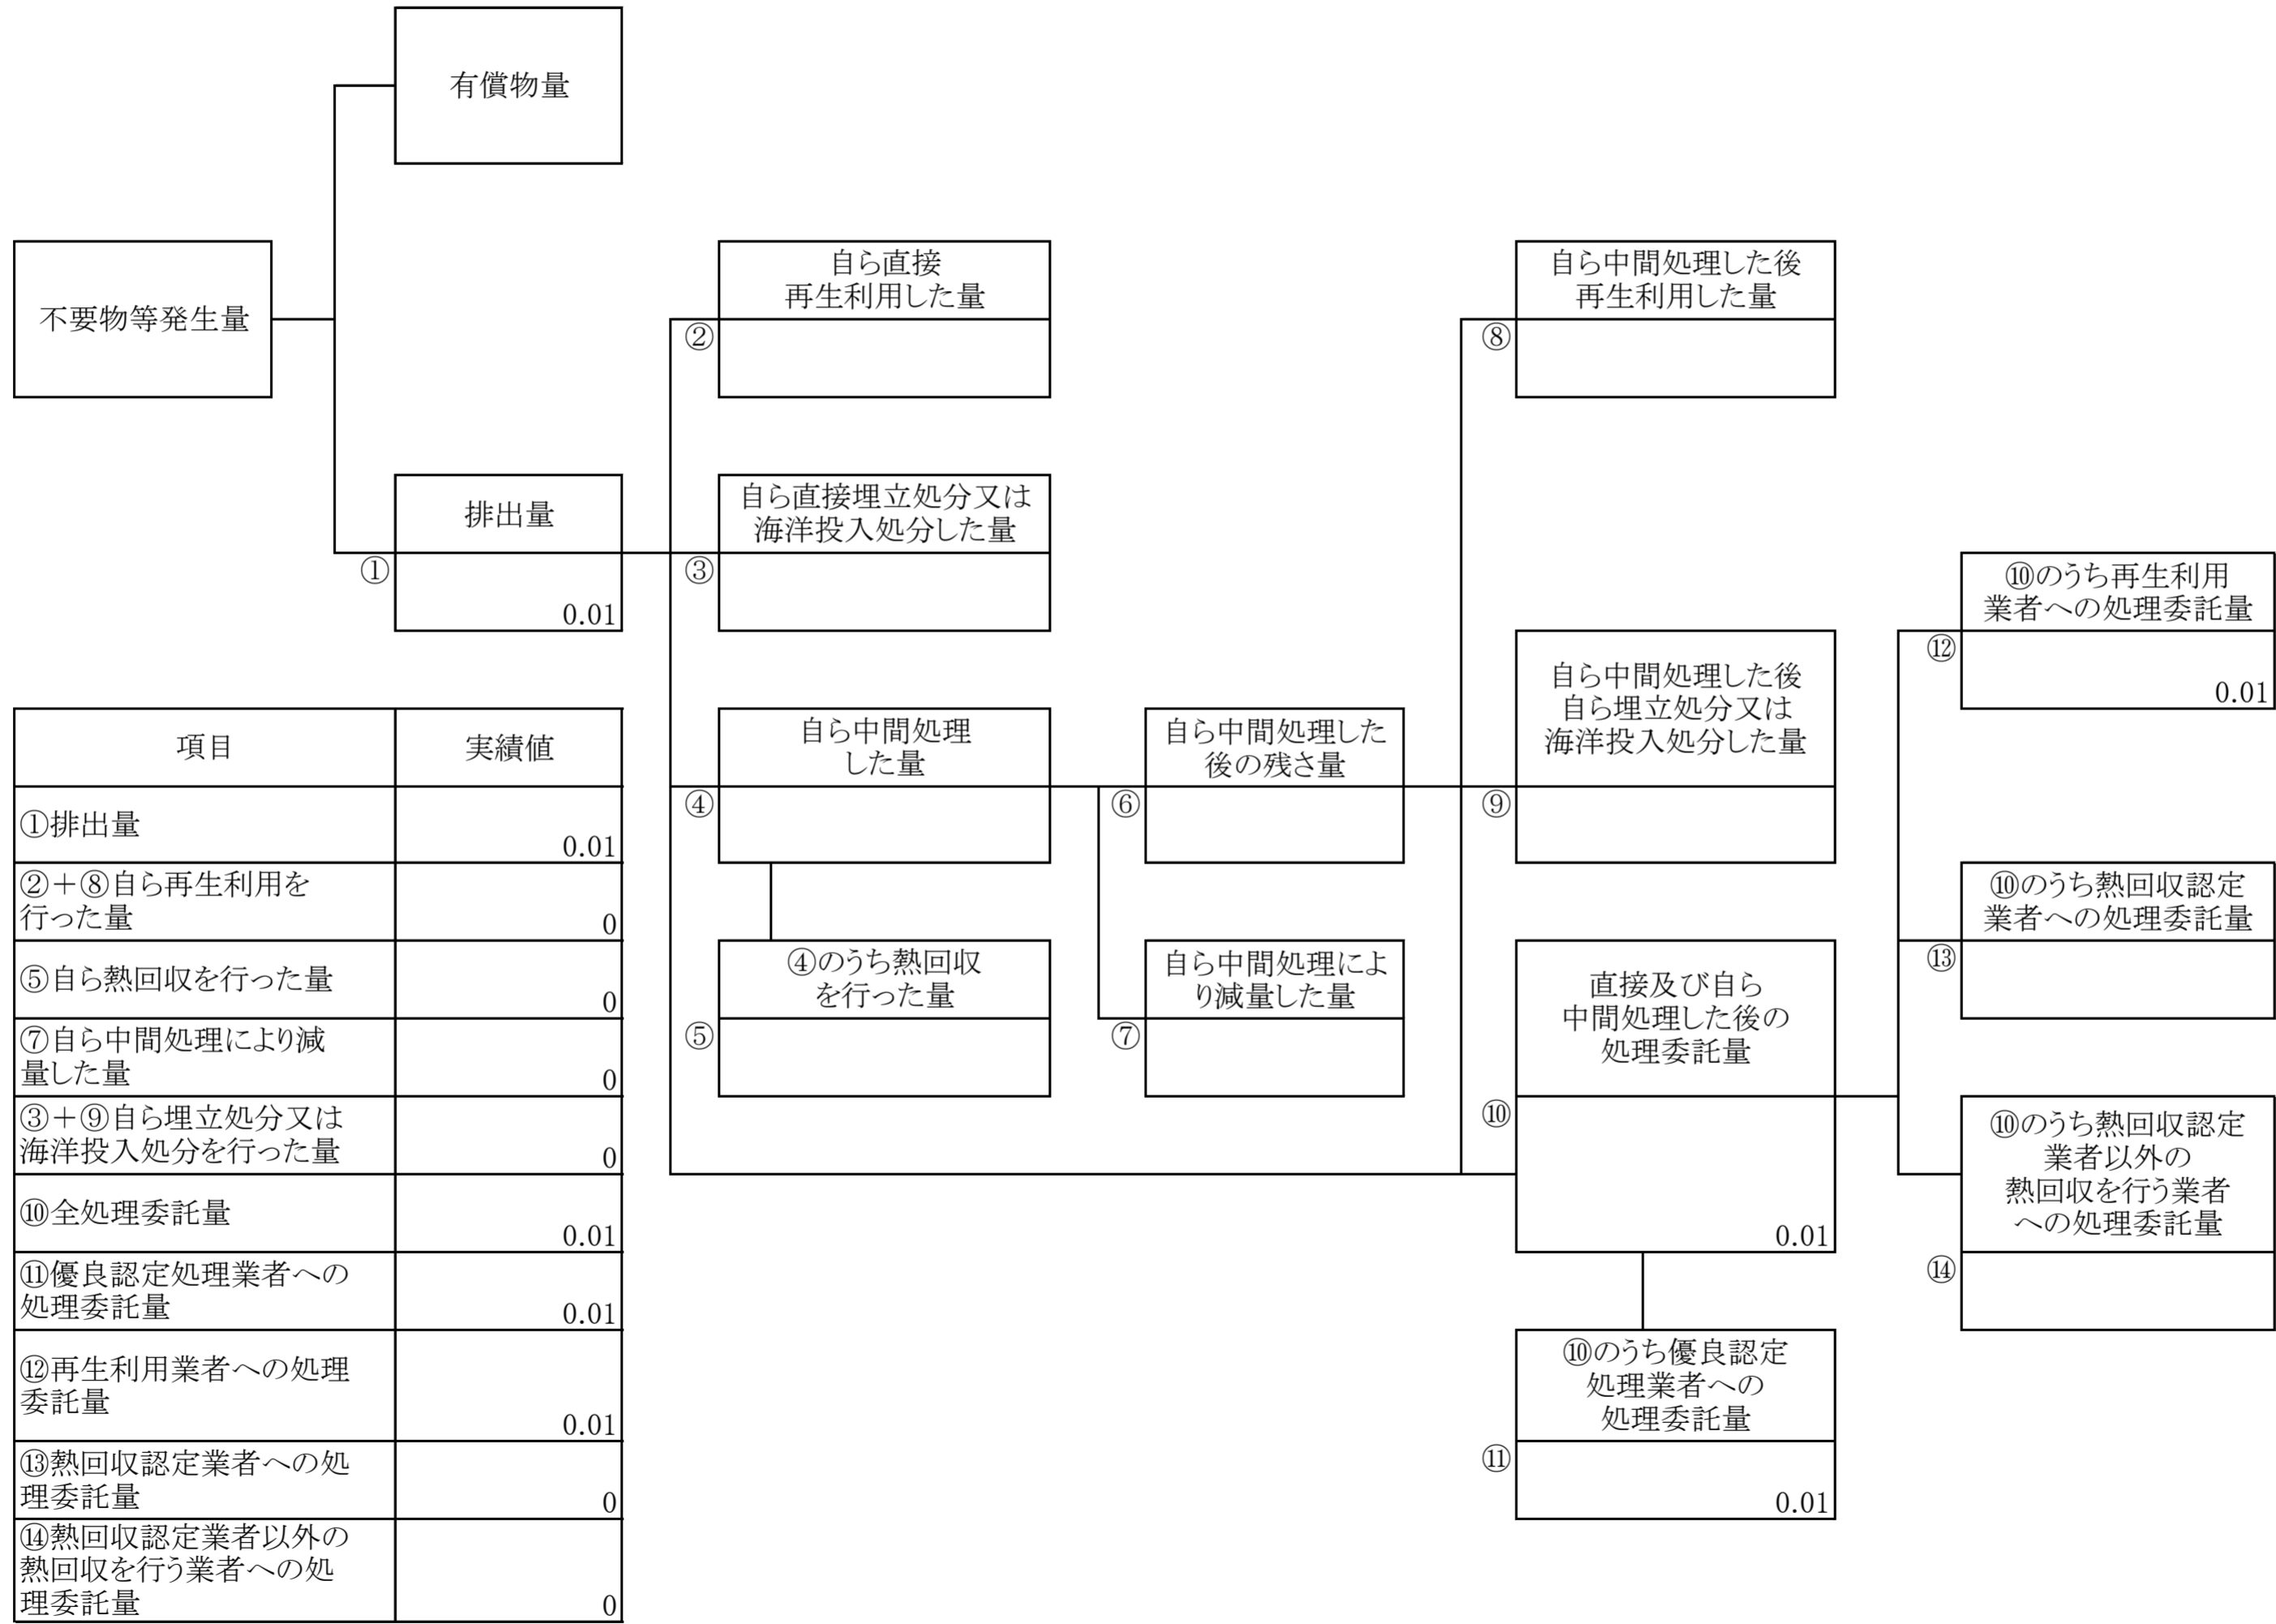 有償物量
不要物等発生量
自ら直接
再生利用した量
②
自ら中間処理した後
再生利用した量
⑧
排出量
①
0.01
自ら直接埋立処分又は
海洋投入処分した量
③
⑩のうち再生利用
業者への処理委託量
⑫
0.01
自ら中間処理
した量
④
自ら中間処理した
後の残さ量
⑥
自ら中間処理した後
自ら埋立処分又は
海洋投入処分した量
⑨
⑩のうち熱回収認定
業者への処理委託量
⑬
④のうち熱回収
を行った量
⑤
自ら中間処理によ
り減量した量
⑦
直接及び自ら
中間処理した後の
処理委託量
⑩
0.01
⑩のうち熱回収認定
業者以外の
熱回収を行う業者
への処理委託量
⑭
⑩のうち優良認定
処理業者への
処理委託量
⑪
0.01
項目 実績値
①排出量
0.01
②＋⑧自ら再生利用を
行った量
0
⑤自ら熱回収を行った量
0
⑦自ら中間処理により減
量した量
0
③＋⑨自ら埋立処分又は
海洋投入処分を行った量
0
⑩全処理委託量
0.01
⑪優良認定処理業者への
処理委託量
0.01
⑫再生利用業者への処理
委託量
0.01
⑬熱回収認定業者への処
理委託量
0
⑭熱回収認定業者以外の
熱回収を行う業者への処
理委託量
0